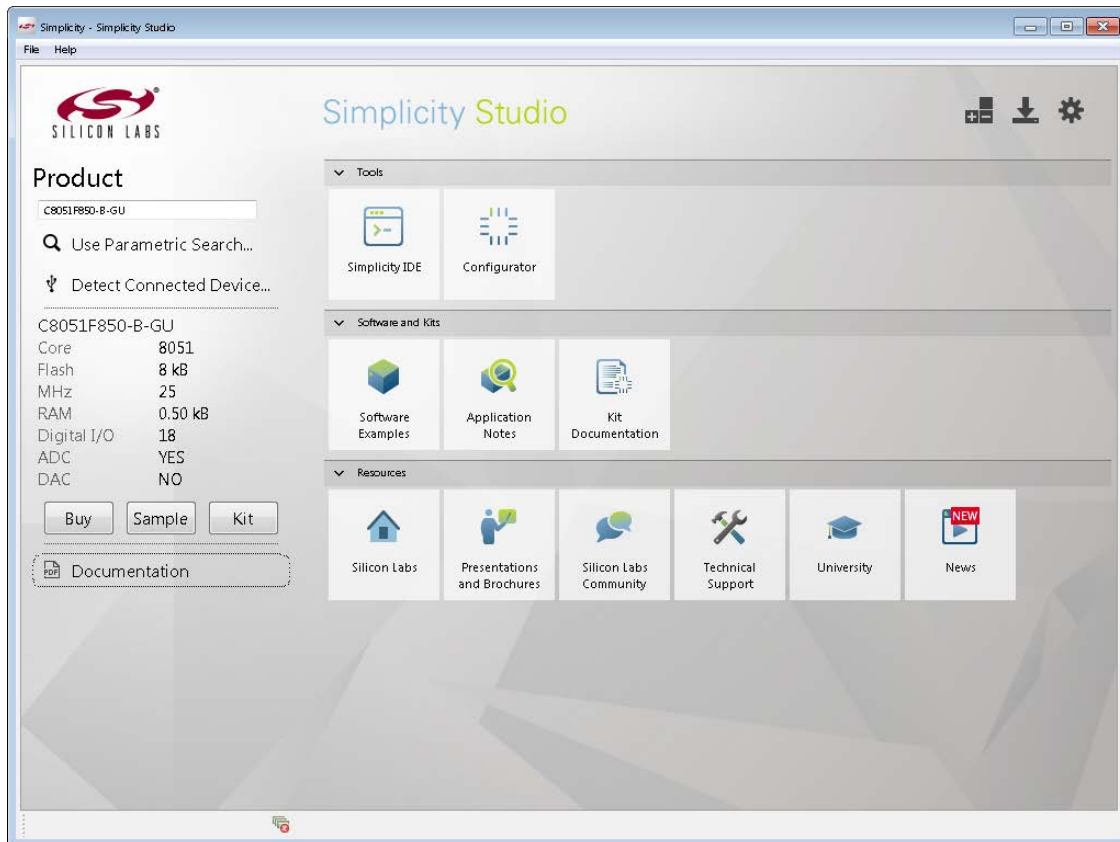 Simplicity - Simplicity Studio
File Help
SILICON LABS
Simplicity Studio
Product
C8051F850-B-GU
Use Parametric Search...
Detect Connected Device...
C8051F850-B-GU
Core 8051
Flash 8 kB
MHz 25
RAM 0.50 kB
Digital I/O 18
ADC YES
DAC NO
Buy Sample Kit
PDF Documentation
Tools
Simplicity IDE
Configurator
Software and Kits
Software
Examples
Application
Notes
Kit
Documentation
Resources
Silicon Labs
Presentations
and Brochures
Silicon Labs
Community
Technical
Support
University
NEW
News